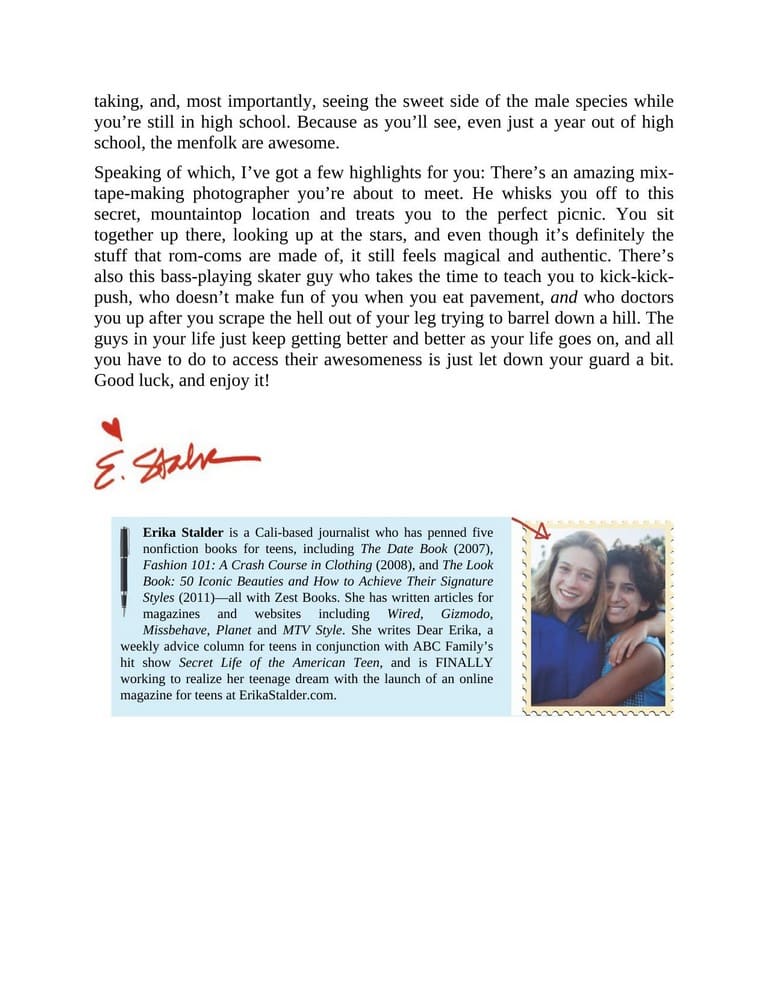 taking, and, most importantly, seeing the sweet side of the male species while
you’re still in high school. Because as you’ll see, even just a year out of high
school, the menfolk are awesome.
Speaking of which, I’ve got a few highlights for you: There’s an amazing mix-
tape-making photographer you’re about to meet. He whisks you off to this
secret, mountaintop location and treats you to the perfect picnic. You sit
together up there, looking up at the stars, and even though it’s definitely the
stuff that rom-coms are made of, it still feels magical and authentic. There’s
also this bass-playing skater guy who takes the time to teach you to kick-kick-
push, who doesn’t make fun of you when you eat pavement, and who doctors
you up after you scrape the hell out of your leg trying to barrel down a hill. The
guys in your life just keep getting better and better as your life goes on, and all
you have to do to access their awesomeness is just let down your guard a bit.
Good luck, and enjoy it!
E. Stalder
Erika Stalder is a Cali-based journalist who has penned five
nonfiction books for teens, including The Date Book (2007),
Fashion 101: A Crash Course in Clothing (2008), and The Look
Book: 50 Iconic Beauties and How to Achieve Their Signature
Styles (2011)—all with Zest Books. She has written articles for
magazines and websites including Wired, Gizmodo,
Missbehave, Planet and MTV Style. She writes Dear Erika, a
weekly advice column for teens in conjunction with ABC Family’s
hit show Secret Life of the American Teen, and is FINALLY
working to realize her teenage dream with the launch of an online
magazine for teens at ErikaStalder.com.